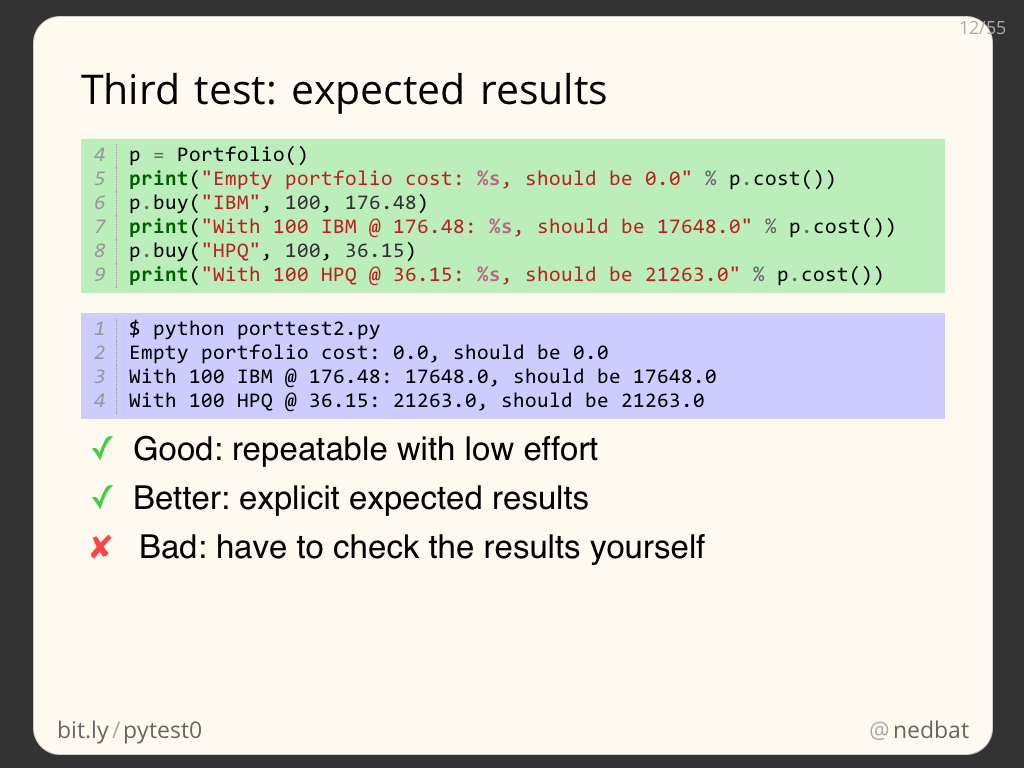 12/55
Third test: expected results
4 p = Portfolio()
5 print("Empty portfolio cost: %s, should be 0.0" % p.cost())
6 p.buy("IBM", 100, 176.48)
7 print("With 100 IBM @ 176.48: %s, should be 17648.0" % p.cost())
8 p.buy("HPQ", 100, 36.15)
9 print("With 100 HPQ @ 36.15: %s, should be 21263.0" % p.cost())
1 $ python porttest2.py
2 Empty portfolio cost: 0.0, should be 0.0
3 With 100 IBM @ 176.48: 17648.0, should be 17648.0
4 With 100 HPQ @ 36.15: 21263.0, should be 21263.0
✓ Good: repeatable with low effort
✓ Better: explicit expected results
✘ Bad: have to check the results yourself
bit.ly/pytest0
@nedbat